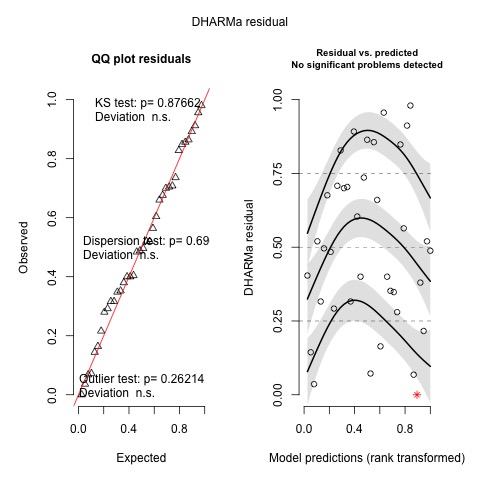 DHARMa residual
QQ plot residuals
KS test: p= 0.87662
Deviation n.s.
Dispersion test: p= 0.69
Deviation n.s.
Outlier test: p= 0.26214
Deviation n.s.
Observed
0.0
0.2
0.4
0.6
0.8
1.0
0.0
0.4
0.8
Expected
Residual vs. predicted
No significant problems detected
DHARMa residual
0.00
0.25
0.50
0.75
1.00
0.0
0.4
0.8
Model predictions (rank transformed)